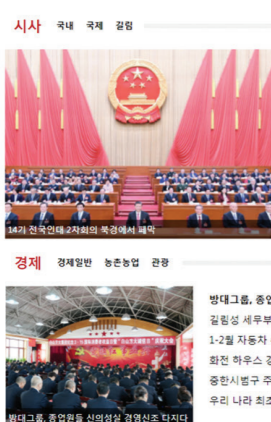 시사 국내 국제 길림
14기 전국인대 2차회의 북경에서 폐막
경제 경제일반 농촌농업 관광
방대그룹, 종업원들 신의성실 경영신조 다지다
방대그룹, 종업
길림성 세무부
1-2월 자동차
화전 하우스 경
중한시범구 주
우리 나라 최초